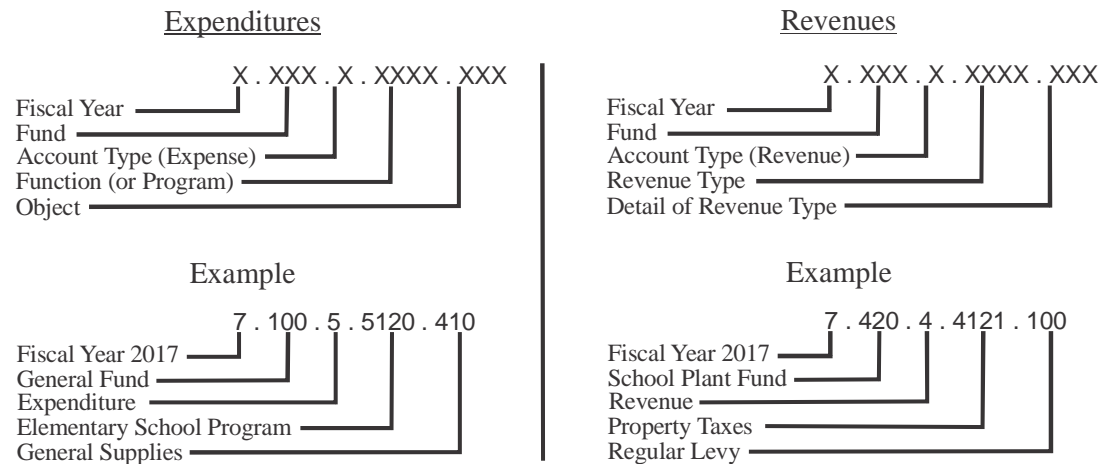 Expenditures
X . XXX . X . XXXX . XXX
Fiscal Year
Fund
Account Type (Expense)
Function (or Program)
Object
Example
7 . 100 . 5 . 5120 . 410
Fiscal Year 2017
General Fund
Expenditure
Elementary School Program
General Supplies
Revenues
X . XXX . X . XXXX . XXX
Fiscal Year
Fund
Account Type (Revenue)
Revenue Type
Detail of Revenue Type
Example
7 . 420 . 4 . 4121 . 100
Fiscal Year 2017
School Plant Fund
Revenue
Property Taxes
Regular Levy